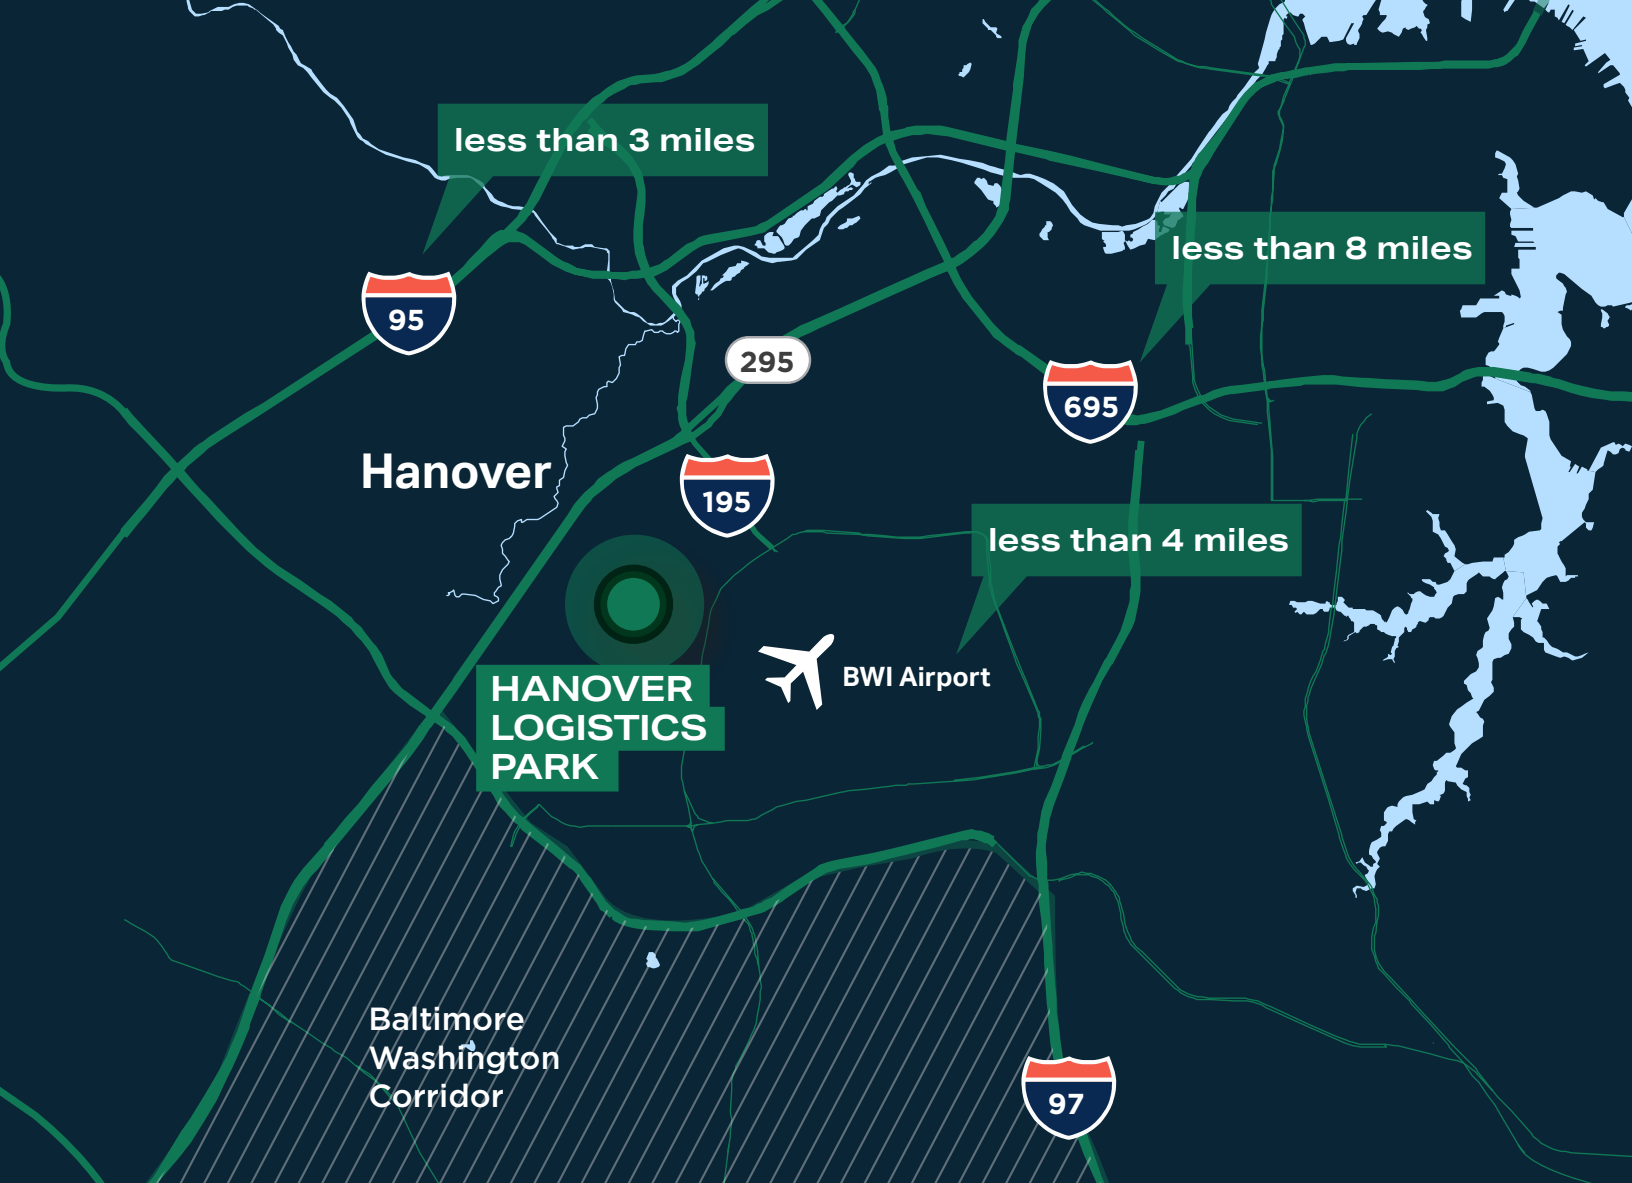 less than 3 miles
less than 8 miles
95
295
695
Hanover
195
less than 4 miles
BWI Airport
HANOVER
LOGISTICS
PARK
Baltimore
Washington
Corridor
97